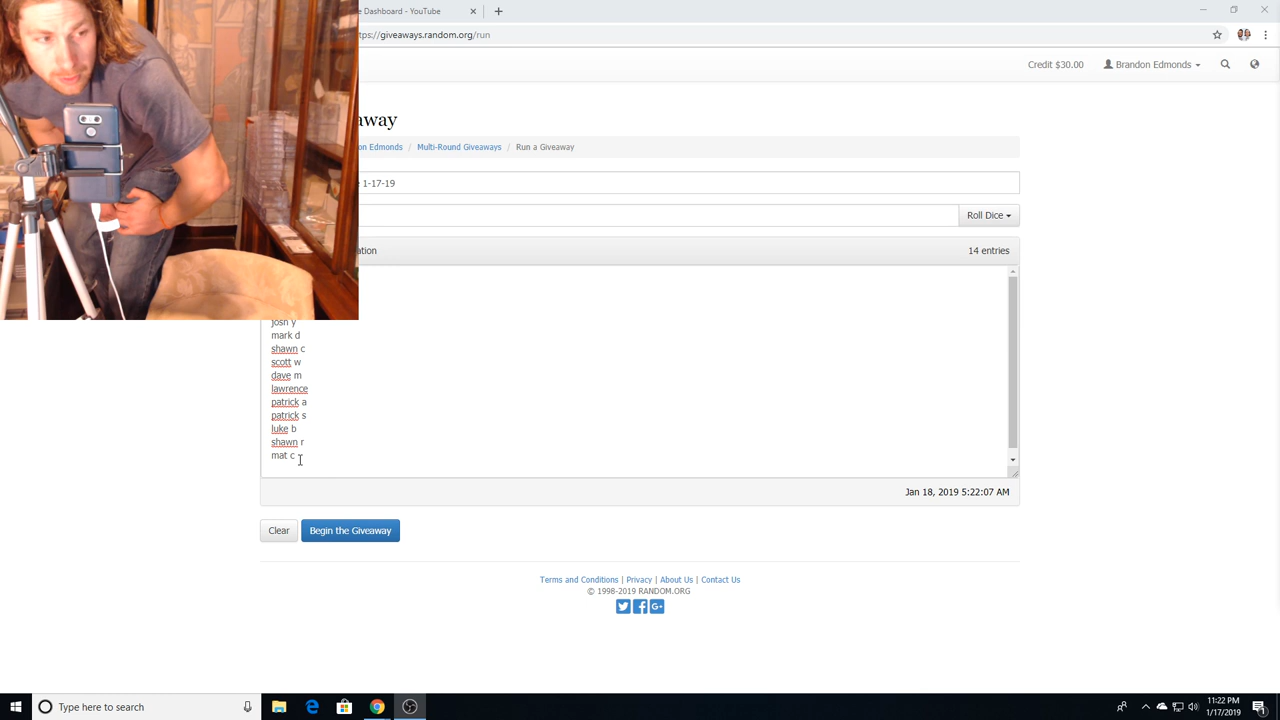 giveaways.random.org/run
Credit $30.00
Brandon Edmonds
away
on Edmonds / Multi-Round Giveaways / Run a Giveaway
1-17-19
Roll Dice
ation
14 entries
josh y
mark d
shawn c
scott w
dave m
lawrence
patrick a
patrick s
luke b
shawn r
mat c
Jan 18, 2019 5:22:07 AM
Clear
Begin the Giveaway
Terms and Conditions | Privacy | About Us | Contact Us
© 1998-2019 RANDOM.ORG
Type here to search
11:22 PM
1/17/2019